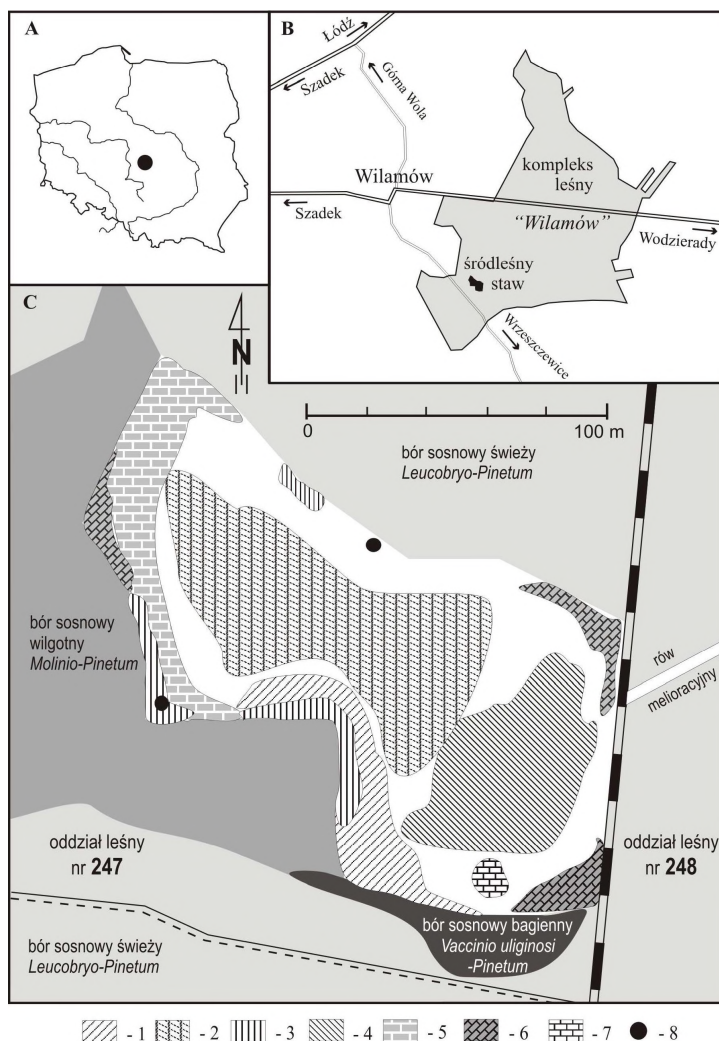 A
B
Łódź
Szadek
Górna Wola
kompleks
leśny
Wilamów
Szadek
“Wilamów”
Wodzierady
śródleśny
staw
Wrzeszczewice
C
N
0 100 m
bór sosnowy świeży
Leucobryo-Pinetum
bór sosnowy
wilgotny
Molinio-Pinetum
rów
melioracyjny
oddział leśny
nr 247
oddział leśny
nr 248
bór sosnowy bagienny
Vaccinio uliginosi
-Pinetum
bór sosnowy świeży
Leucobryo-Pinetum
- 1 - 2 - 3 - 4 - 5 - 6 - 7 - 8